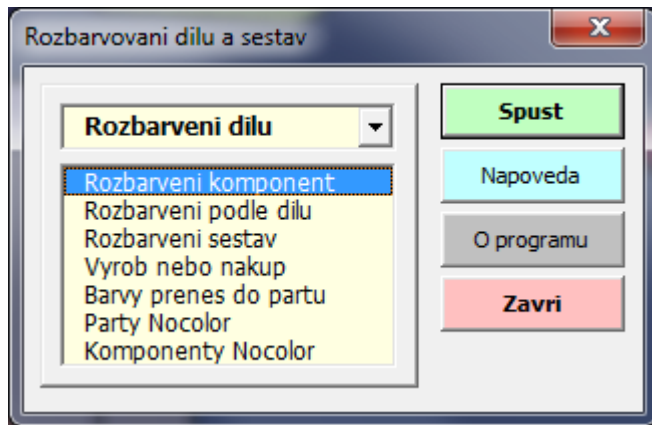 Rozbarvovani dilu a sestav
Rozbarveni dilu
Rozbarveni komponent
Rozbarveni podle dilu
Rozbarveni sestav
Vyrob nebo nakup
Barvy prenes do partu
Party Nocolor
Komponenty Nocolor
Spust
Napoveda
O programu
Zavri